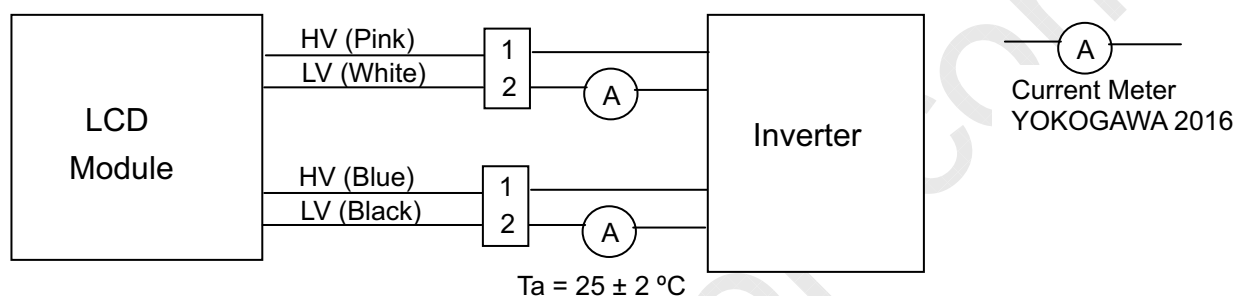 LCD
Module
HV (Pink)
LV (White)
1
2
A
HV (Blue)
LV (Black)
1
2
A
Inverter
A
Current Meter
YOKOGAWA 2016
Ta = 25 ± 2 ºC